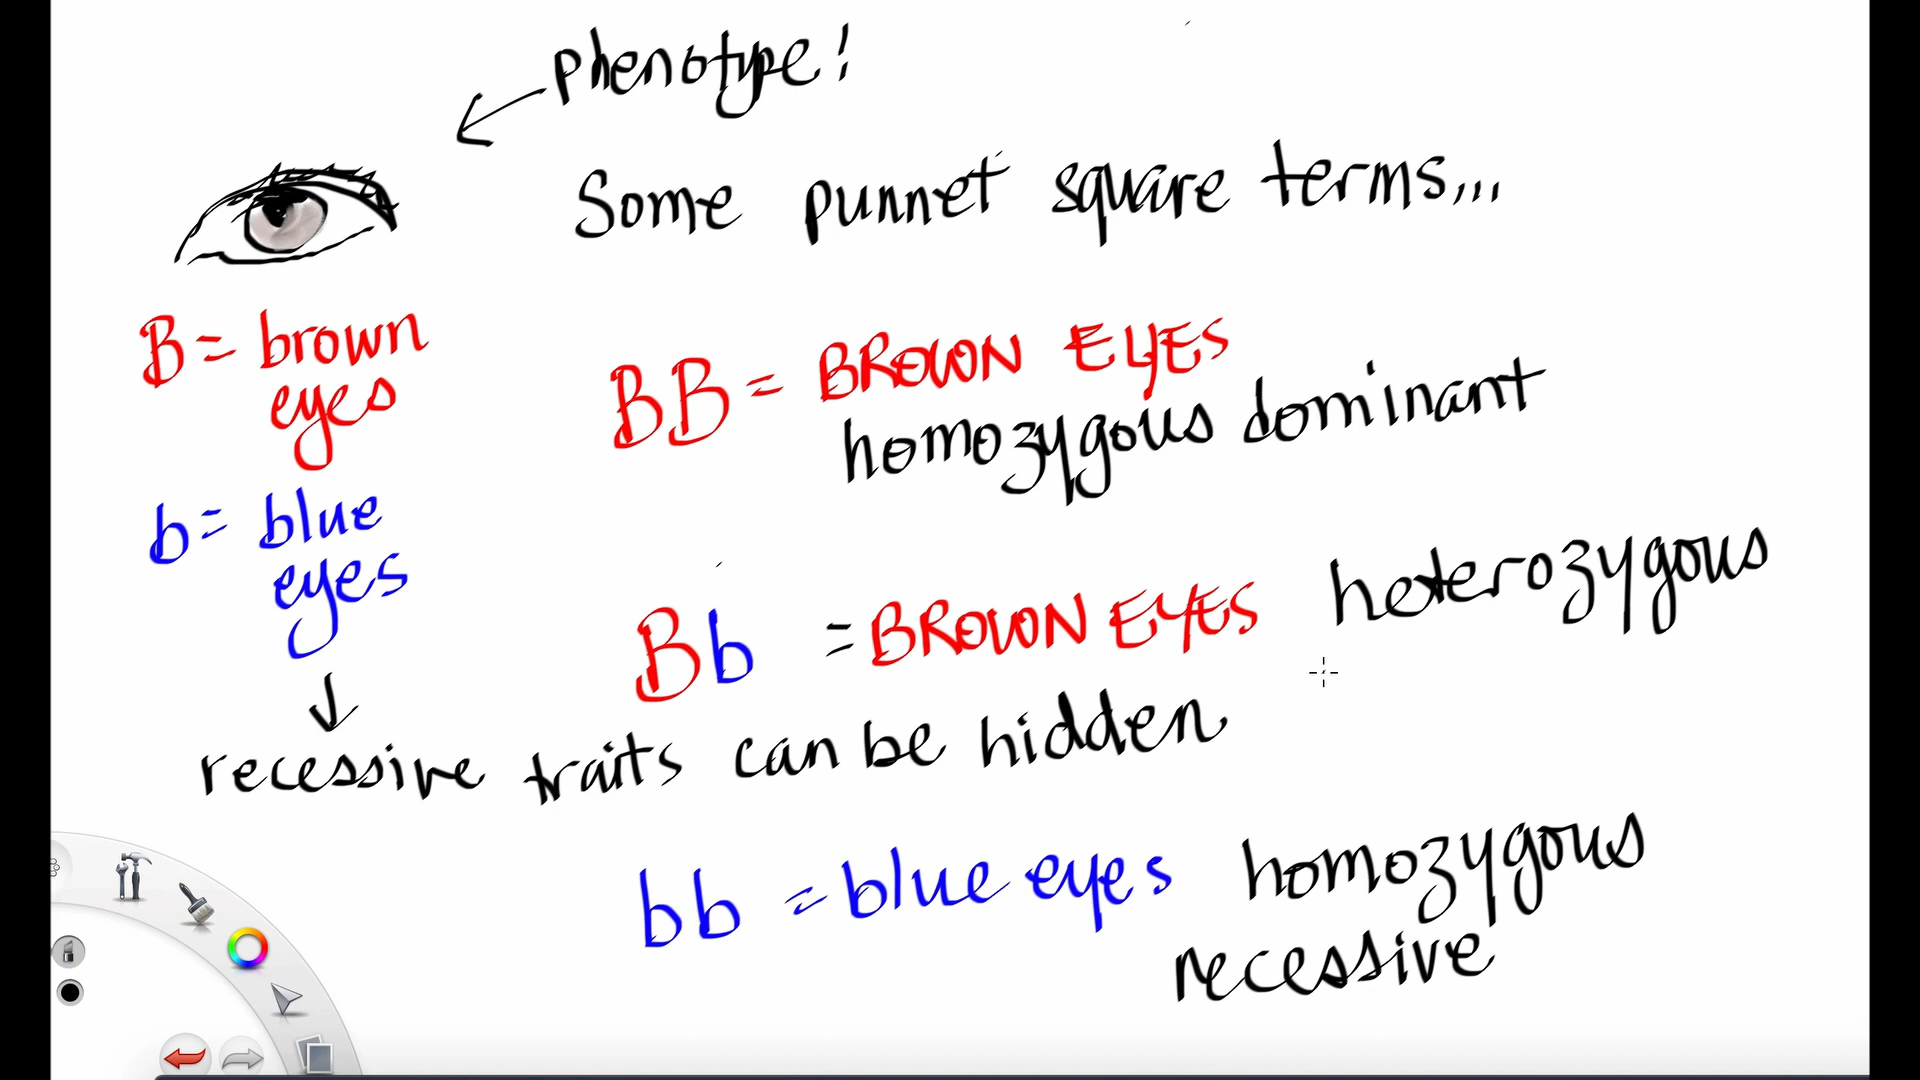 phenotype!
Some punnet square terms...
B = brown
eyes
b = blue
eyes
BB = BROWN EYES
homozygous dominant
Bb = BROWN EYES heterozygous
recessive traits can be hidden
bb = blue eyes homozygous
recessive